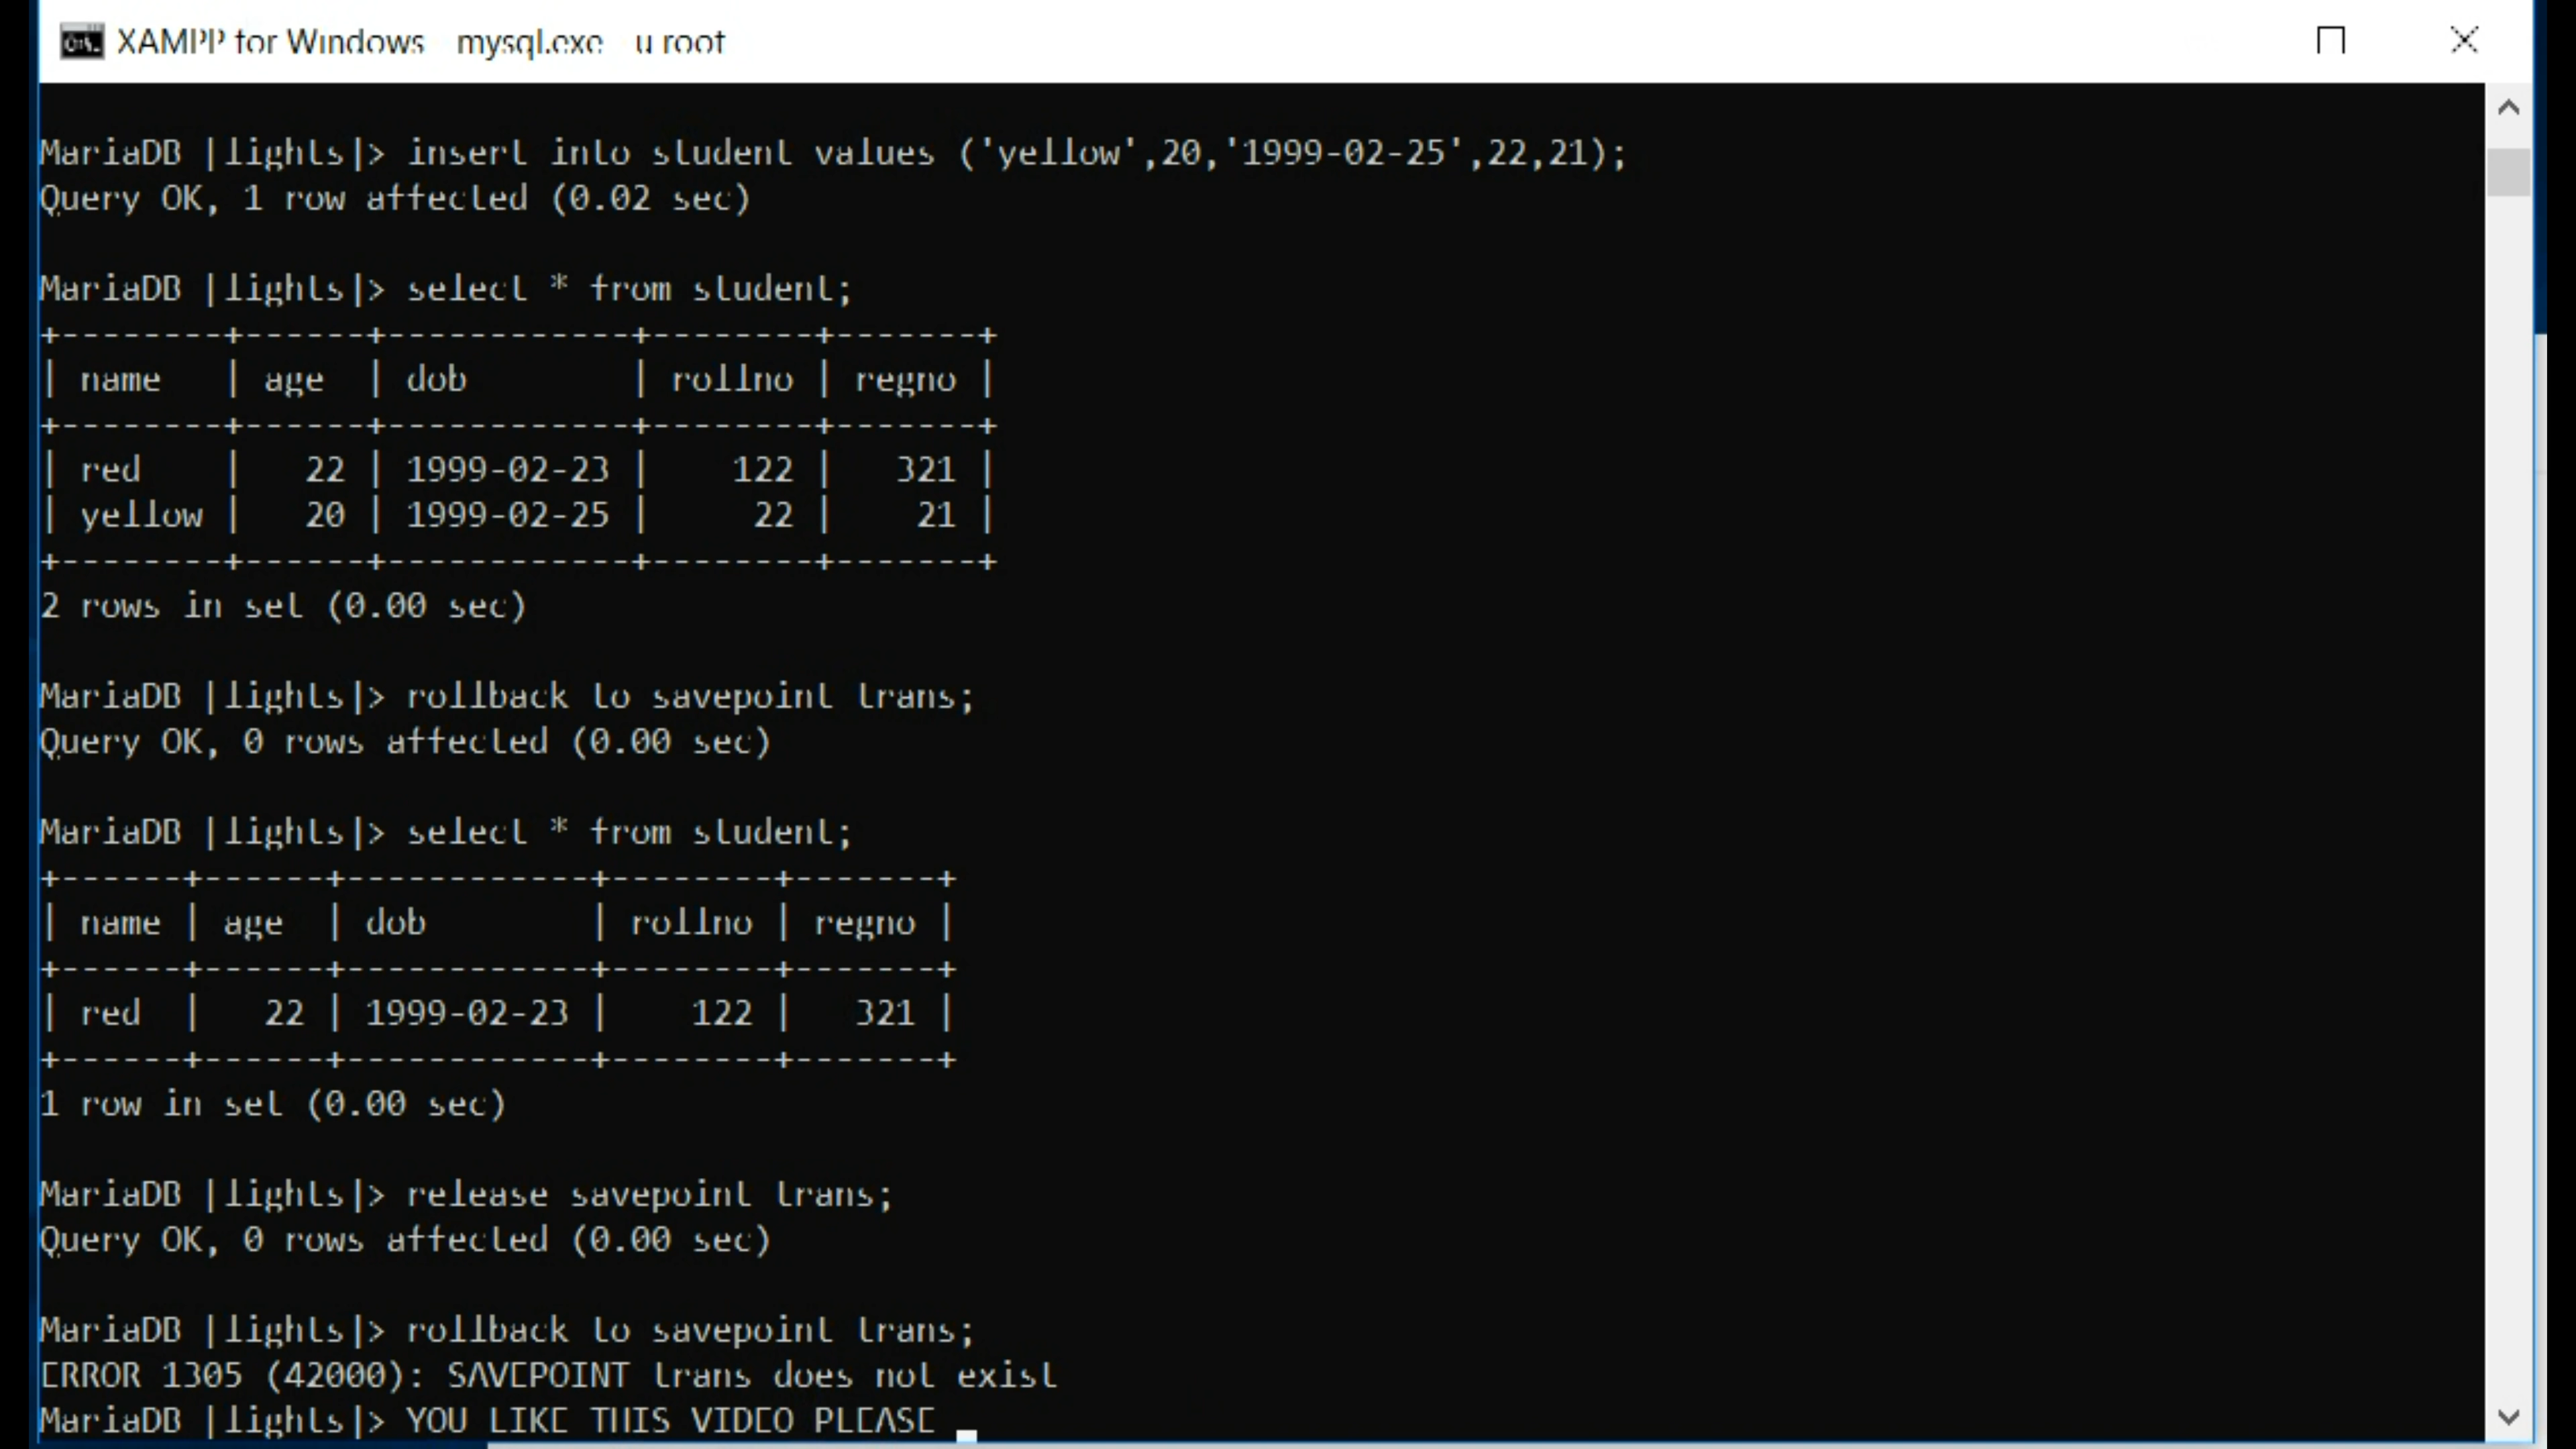 XAMPP for Windows - mysql.exe -u root
MariaDB [lights]> insert into student values ('yellow',20,'1999-02-25',22,21);
Query OK, 1 row affected (0.02 sec)
MariaDB [lights]> select * from student;
+--------+------+------------+--------+-------+
| name   | age  | dob        | rollno | regno |
+--------+------+------------+--------+-------+
| red    |   22 | 1999-02-23 |    122 |   321 |
| yellow |   20 | 1999-02-25 |     22 |    21 |
+--------+------+------------+--------+-------+
2 rows in set (0.00 sec)
MariaDB [lights]> rollback to savepoint trans;
Query OK, 0 rows affected (0.00 sec)
MariaDB [lights]> select * from student;
+------+------+------------+--------+-------+
| name | age  | dob        | rollno | regno |
+------+------+------------+--------+-------+
| red  |   22 | 1999-02-23 |    122 |   321 |
+------+------+------------+--------+-------+
1 row in set (0.00 sec)
MariaDB [lights]> release savepoint trans;
Query OK, 0 rows affected (0.00 sec)
MariaDB [lights]> rollback to savepoint trans;
ERROR 1305 (42000): SAVEPOINT trans does not exist
MariaDB [lights]> YOU LIKE THIS VIDEO PLEASE